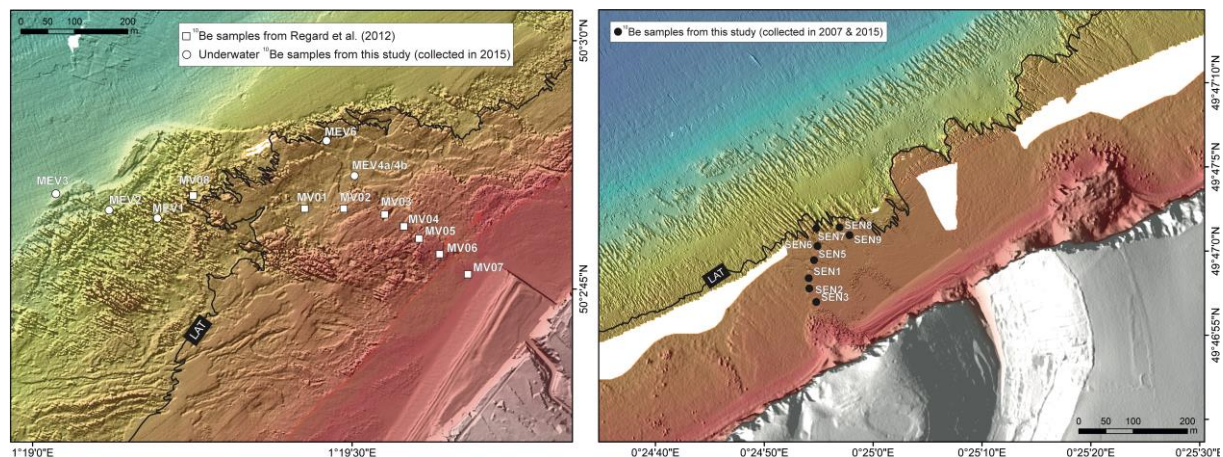 0 50 100 200
m
¹⁰Be samples from Regard et al. (2012)
Underwater ¹⁰Be samples from this study (collected in 2015)
MEV6
MEV3
MV08
MEV4a/4b
MEV2
MEV1
MV01
MV02
MV03
MV04
MV05
MV06
MV07
LAT
50°3'0"N
50°2'45"N
1°19'0"E
1°19'30"E
¹⁰Be samples from this study (collected in 2007 & 2015)
SEN8
SEN7
SEN9
SEN6
SEN5
SEN1
SEN2
SEN3
LAT
49°47'10"N
49°47'5"N
49°47'0"N
49°46'55"N
0 50 100 200
m
0°24'40"E
0°24'50"E
0°25'0"E
0°25'10"E
0°25'20"E
0°25'30"E